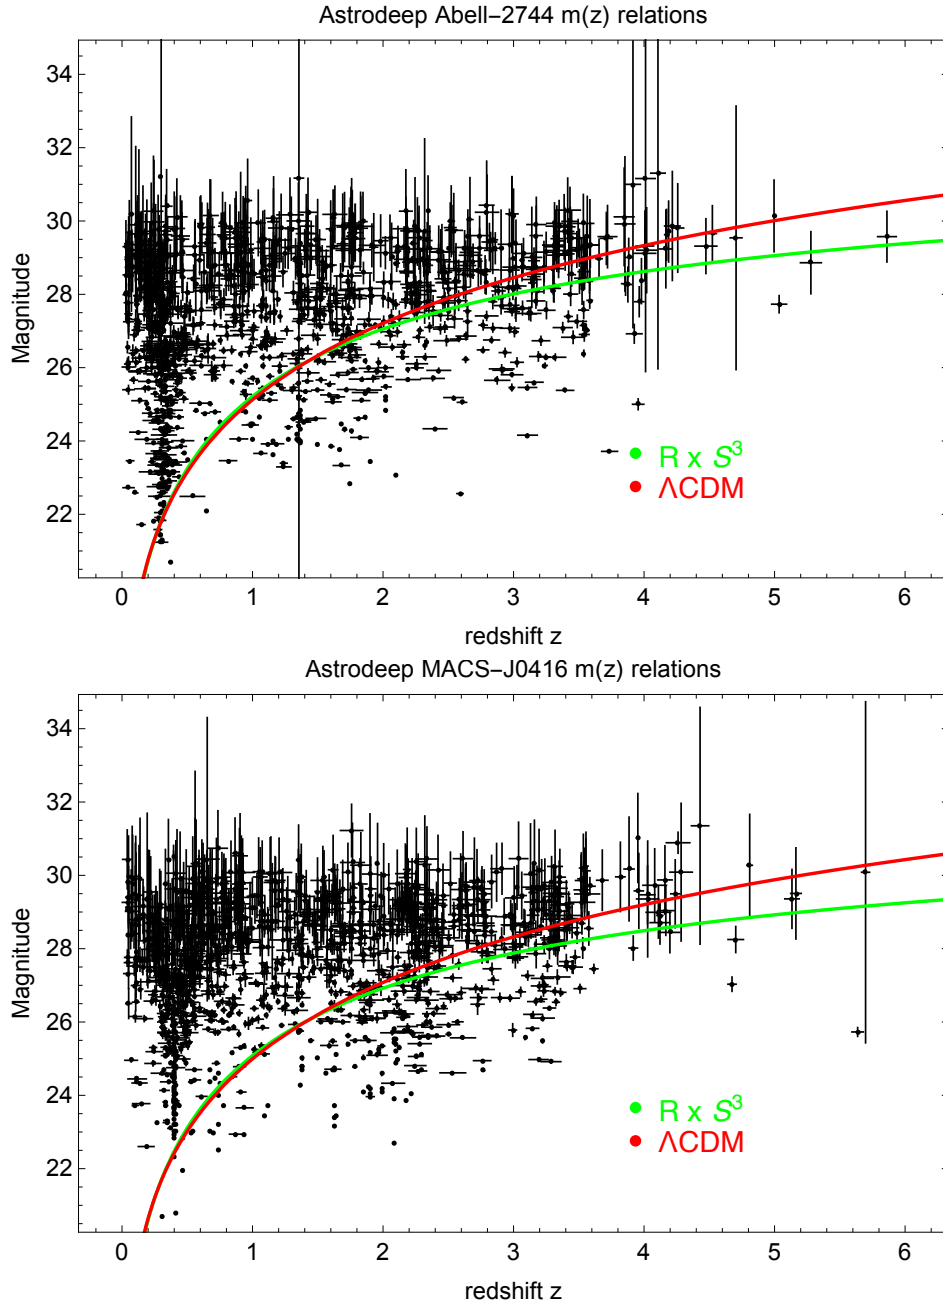 Astrodeep Abell−2744 m(z) relations
34
32
30
28
26
24
22
Magnitude
R x S³
ΛCDM
0 1 2 3 4 5 6
redshift z
Astrodeep MACS−J0416 m(z) relations
34
32
30
28
26
24
22
Magnitude
R x S³
ΛCDM
0 1 2 3 4 5 6
redshift z